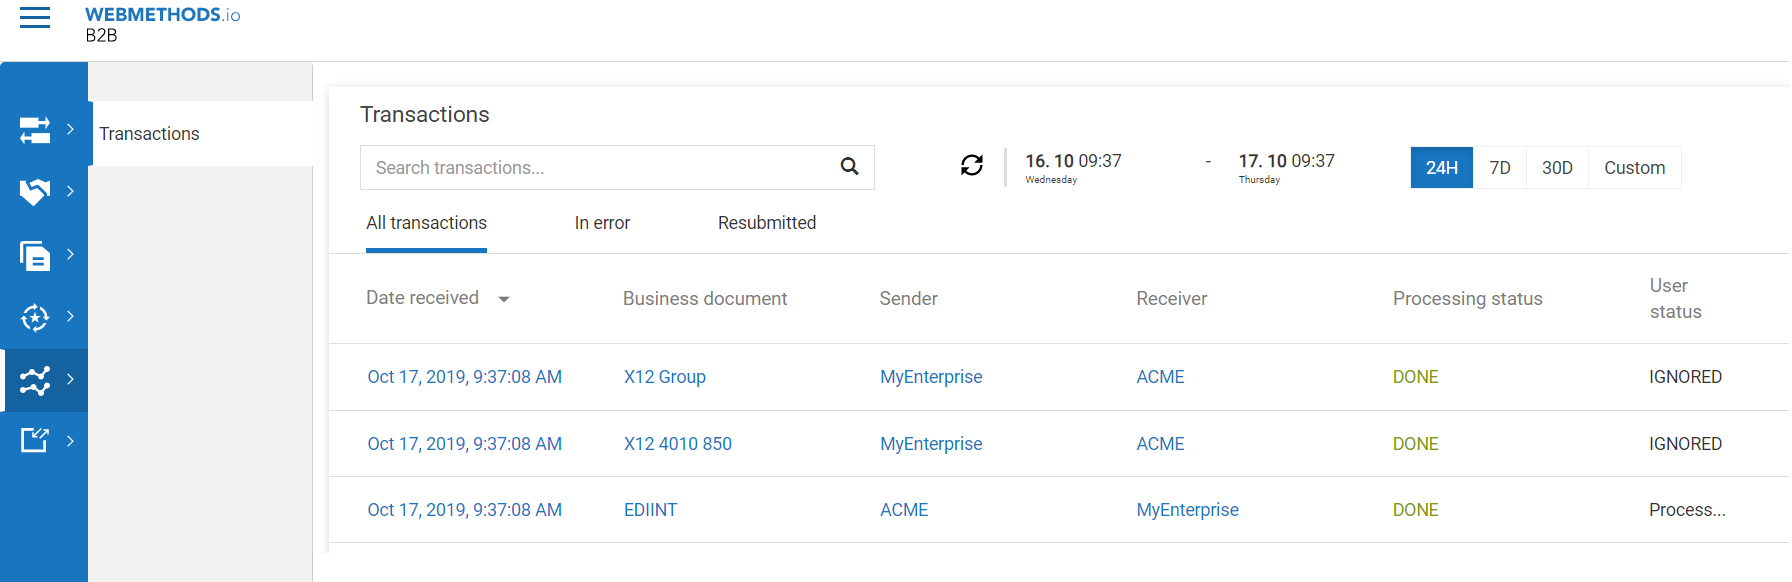 WEBMETHODS.io
B2B
Transactions
Transactions
Search transactions...
16. 10 09:37
Wednesday
-
17. 10 09:37
Thursday
24H 7D 30D Custom
All transactions In error Resubmitted
Date received Business document Sender Receiver Processing status User status
Oct 17, 2019, 9:37:08 AM X12 Group MyEnterprise ACME DONE IGNORED
Oct 17, 2019, 9:37:08 AM X12 4010 850 MyEnterprise ACME DONE IGNORED
Oct 17, 2019, 9:37:08 AM EDIINT ACME MyEnterprise DONE Process...